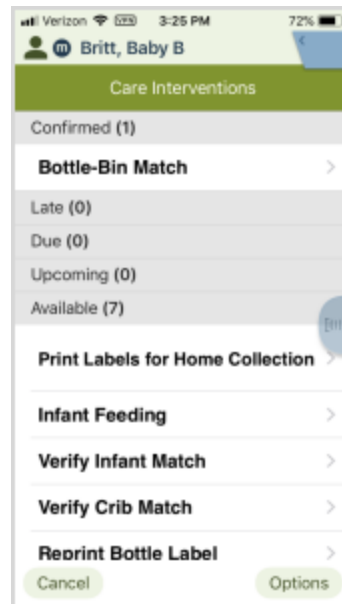 Verizon VPN 3:25 PM 72%
m Britt, Baby B
Care Interventions
Confirmed (1)
Bottle-Bin Match
Late (0)
Due (0)
Upcoming (0)
Available (7)
Print Labels for Home Collection
Infant Feeding
Verify Infant Match
Verify Crib Match
Reprint Bottle Label
Cancel Options